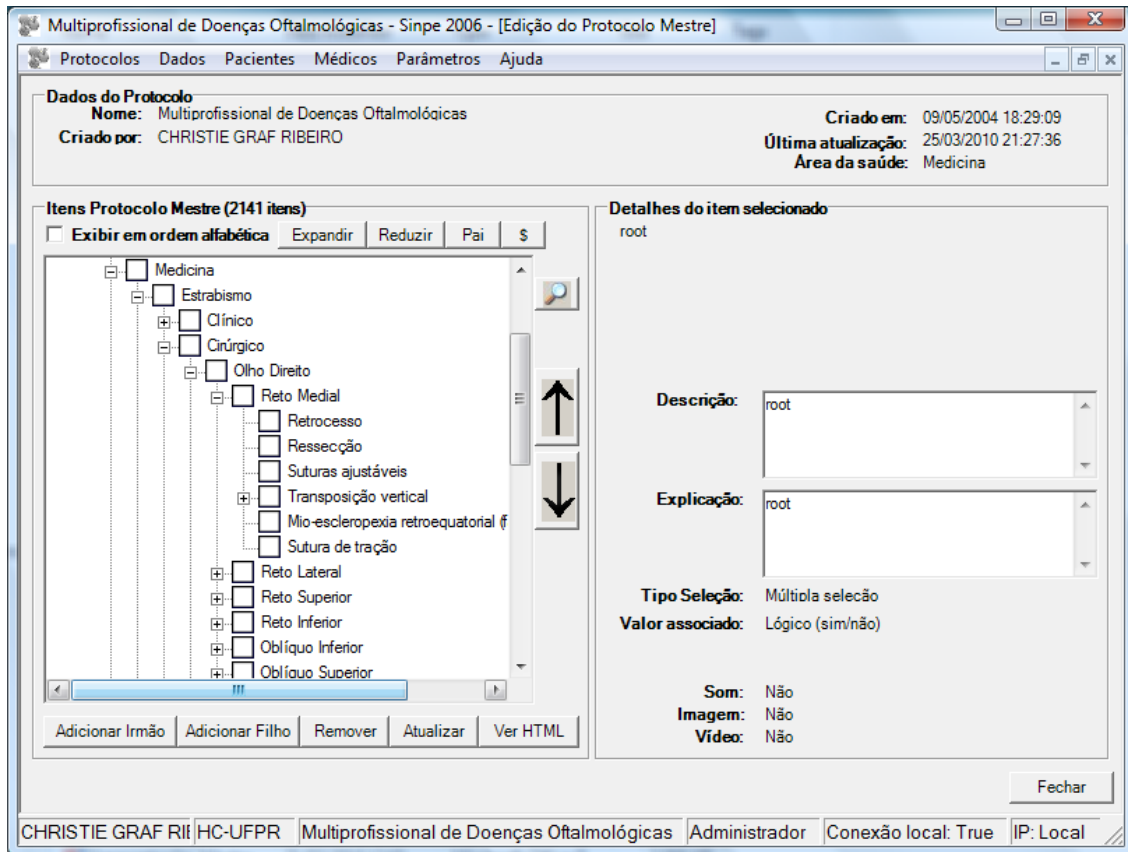 Multiprofissional de Doenças Oftalmológicas - Sinpe 2006 - [Edição do Protocolo Mestre]
Protocolos Dados Pacientes Médicos Parâmetros Ajuda
Dados do Protocolo
Nome: Multiprofissional de Doenças Oftalmológicas
Criado por: CHRISTIE GRAF RIBEIRO
Criado em: 09/05/2004 18:29:09
Última atualização: 25/03/2010 21:27:36
Área da saúde: Medicina
Itens Protocolo Mestre (2141 itens)
Exibir em ordem alfabética Expandir Reduzir Pai $
Medicina
Estrabismo
Clínico
Cirúrgico
Olho Direito
Reto Medial
Retrocesso
Ressecção
Suturas ajustáveis
Transposição vertical
Mio-escleropexia retroequatorial (f
Sutura de tração
Reto Lateral
Reto Superior
Reto Inferior
Oblíquo Inferior
Oblíquo Superior
Adicionar Irmão Adicionar Filho Remover Atualizar Ver HTML
Detalhes do item selecionado
root
Descrição: root
Explicação: root
Tipo Seleção: Múltipla seleção
Valor associado: Lógico (sim/não)
Som: Não
Imagem: Não
Vídeo: Não
Fechar
CHRISTIE GRAF RIE HC-UFPR Multiprofissional de Doenças Oftalmológicas Administrador Conexão local: True IP: Local